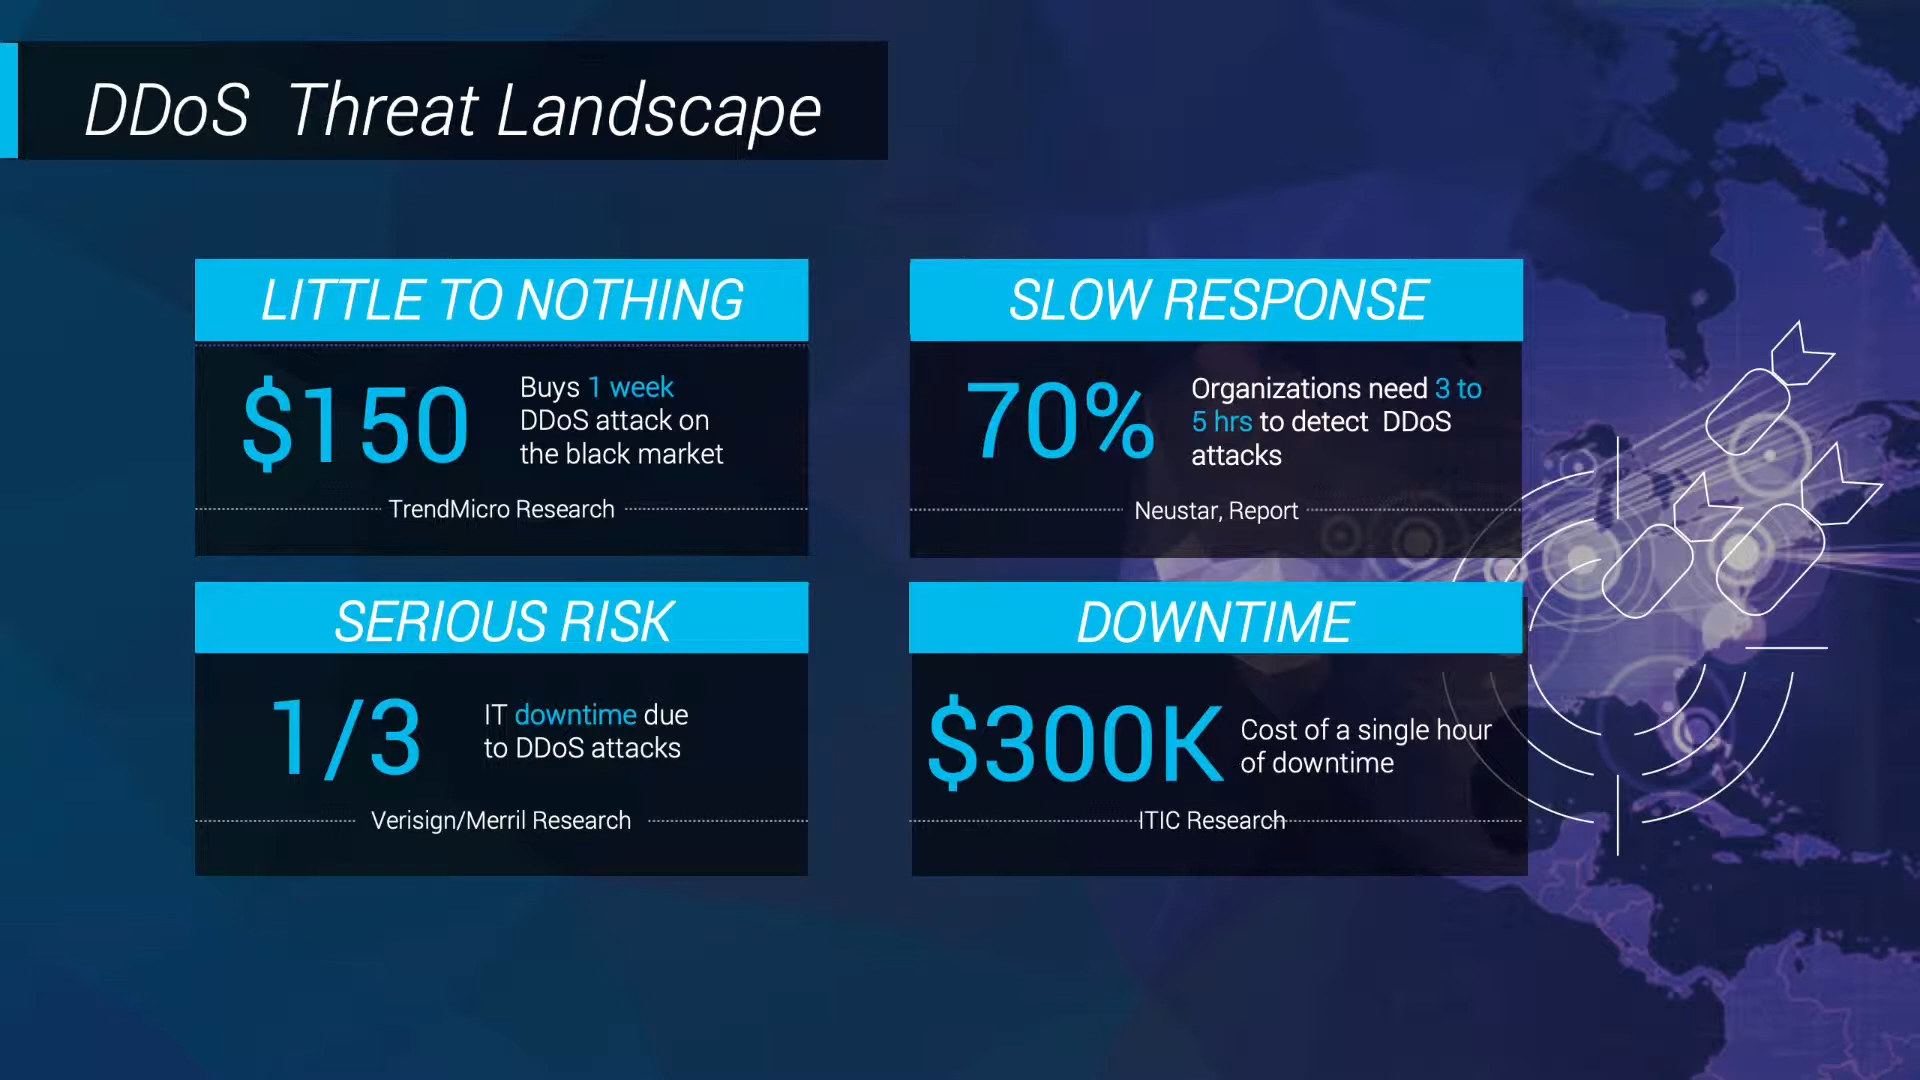 DDoS Threat Landscape
LITTLE TO NOTHING
$150
Buys 1 week
DDoS attack on
the black market
TrendMicro Research
SLOW RESPONSE
70%
Organizations need 3 to
5 hrs to detect DDoS
attacks
Neustar, Report
SERIOUS RISK
1/3
IT downtime due
to DDoS attacks
Verisign/Merril Research
DOWNTIME
$300K
Cost of a single hour
of downtime
ITIC Research